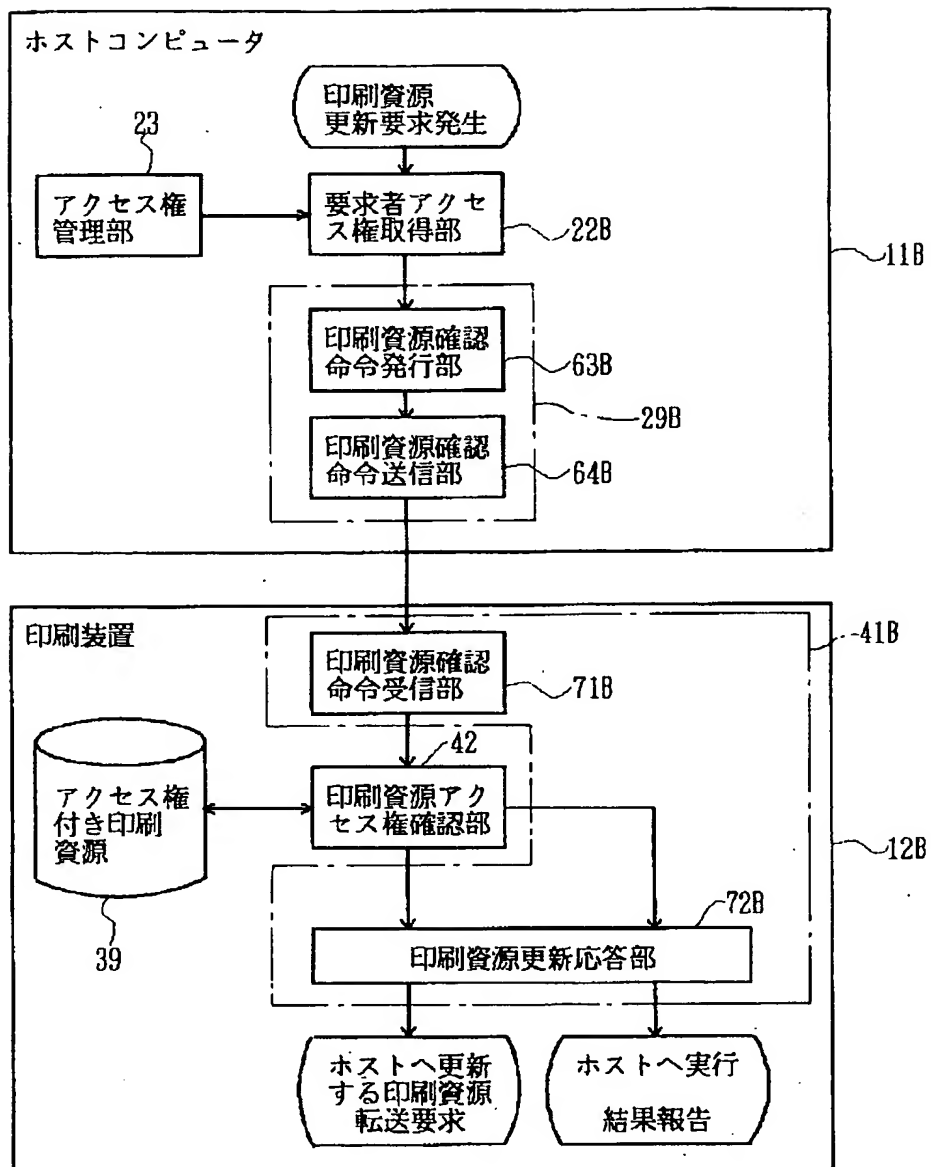 ホストコンピュータ
印刷資源
更新要求発生
23
アクセス権
管理部
要求者アクセ
ス権取得部
22B
11B
印刷資源確認
命令発行部
63B
29B
印刷資源確認
命令送信部
64B
印刷装置
41B
印刷資源確認
命令受信部
71B
42
アクセス権
付き印刷
資源
印刷資源アク
セス権確認部
12B
39
72B
印刷資源更新応答部
ホストへ更新
する印刷資源
転送要求
ホストへ実行
結果報告